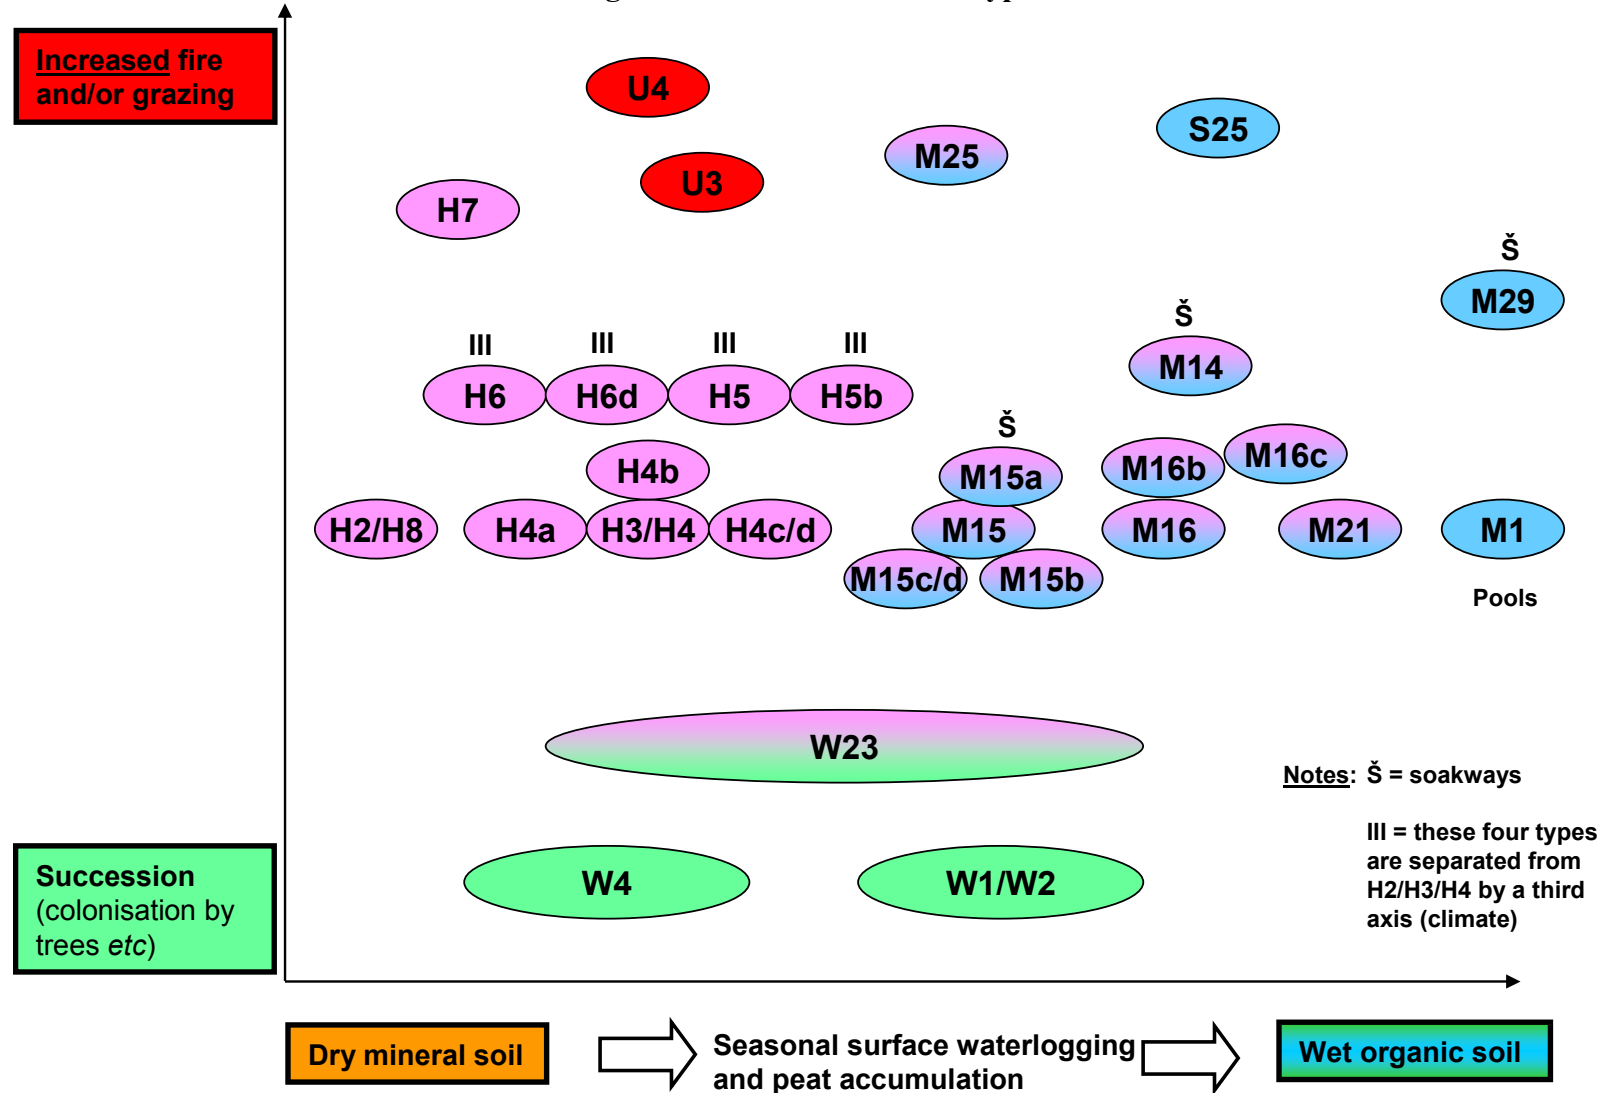 Increased fire
and/or grazing
U4
S25
M25
U3
H7
Š
M29
Š
III III III III
M14
H6 H6d H5 H5b
Š
H4b
M15a
M16b
M16c
H2/H8
H4a
H3/H4
H4c/d
M15
M16
M21
M1
M15c/d
M15b
Pools
W23
Notes: Š = soakways
III = these four types
are separated from
H2/H3/H4 by a third
axis (climate)
Succession
(colonisation by
trees etc)
W4
W1/W2
Dry mineral soil
Seasonal surface waterlogging
and peat accumulation
Wet organic soil